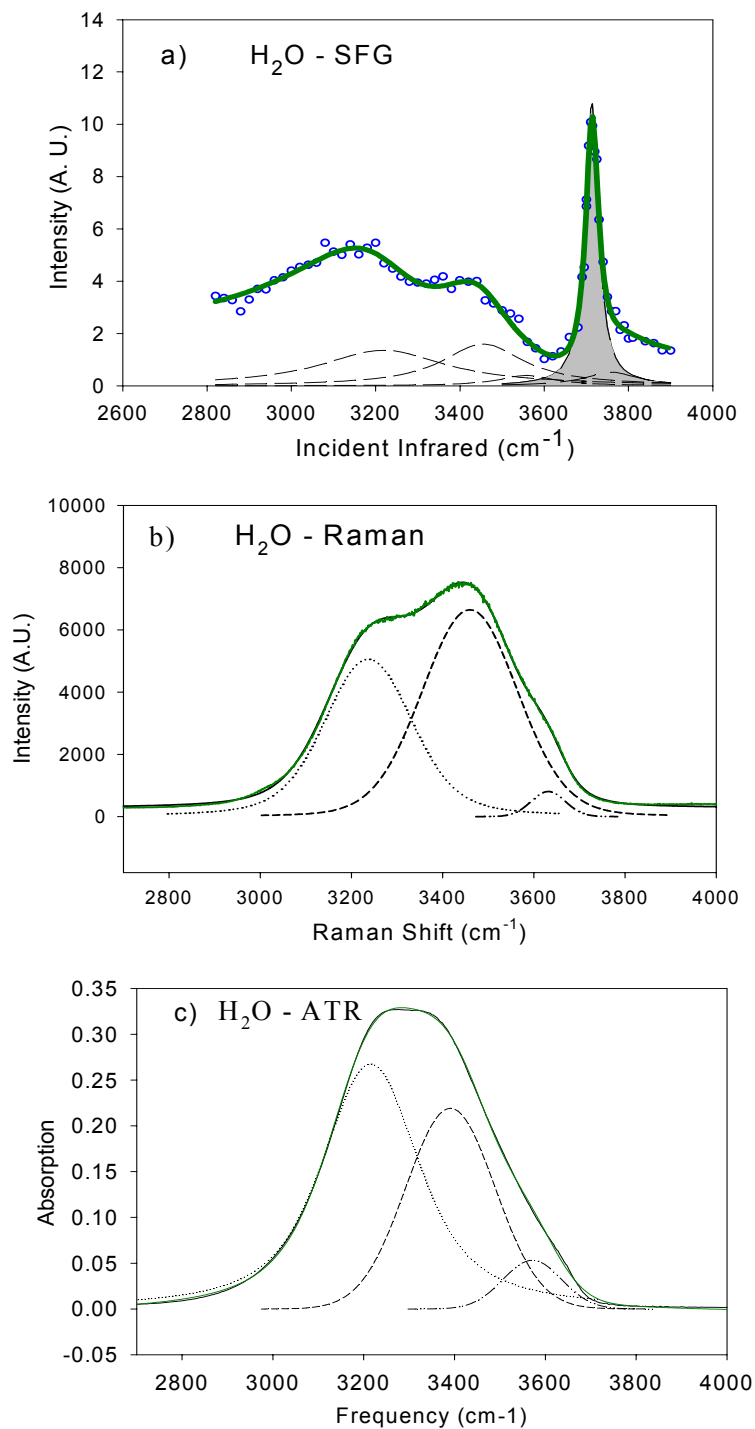 a) H₂O - SFG
Intensity (A. U.)
14
12
10
8
6
4
2
0
2600 2800 3000 3200 3400 3600 3800 4000
Incident Infrared (cm⁻¹)
b) H₂O - Raman
Intensity (A.U.)
10000
8000
6000
4000
2000
0
2800 3000 3200 3400 3600 3800 4000
Raman Shift (cm⁻¹)
c) H₂O - ATR
Absorption
0.35
0.30
0.25
0.20
0.15
0.10
0.05
0.00
-0.05
2800 3000 3200 3400 3600 3800 4000
Frequency (cm-1)